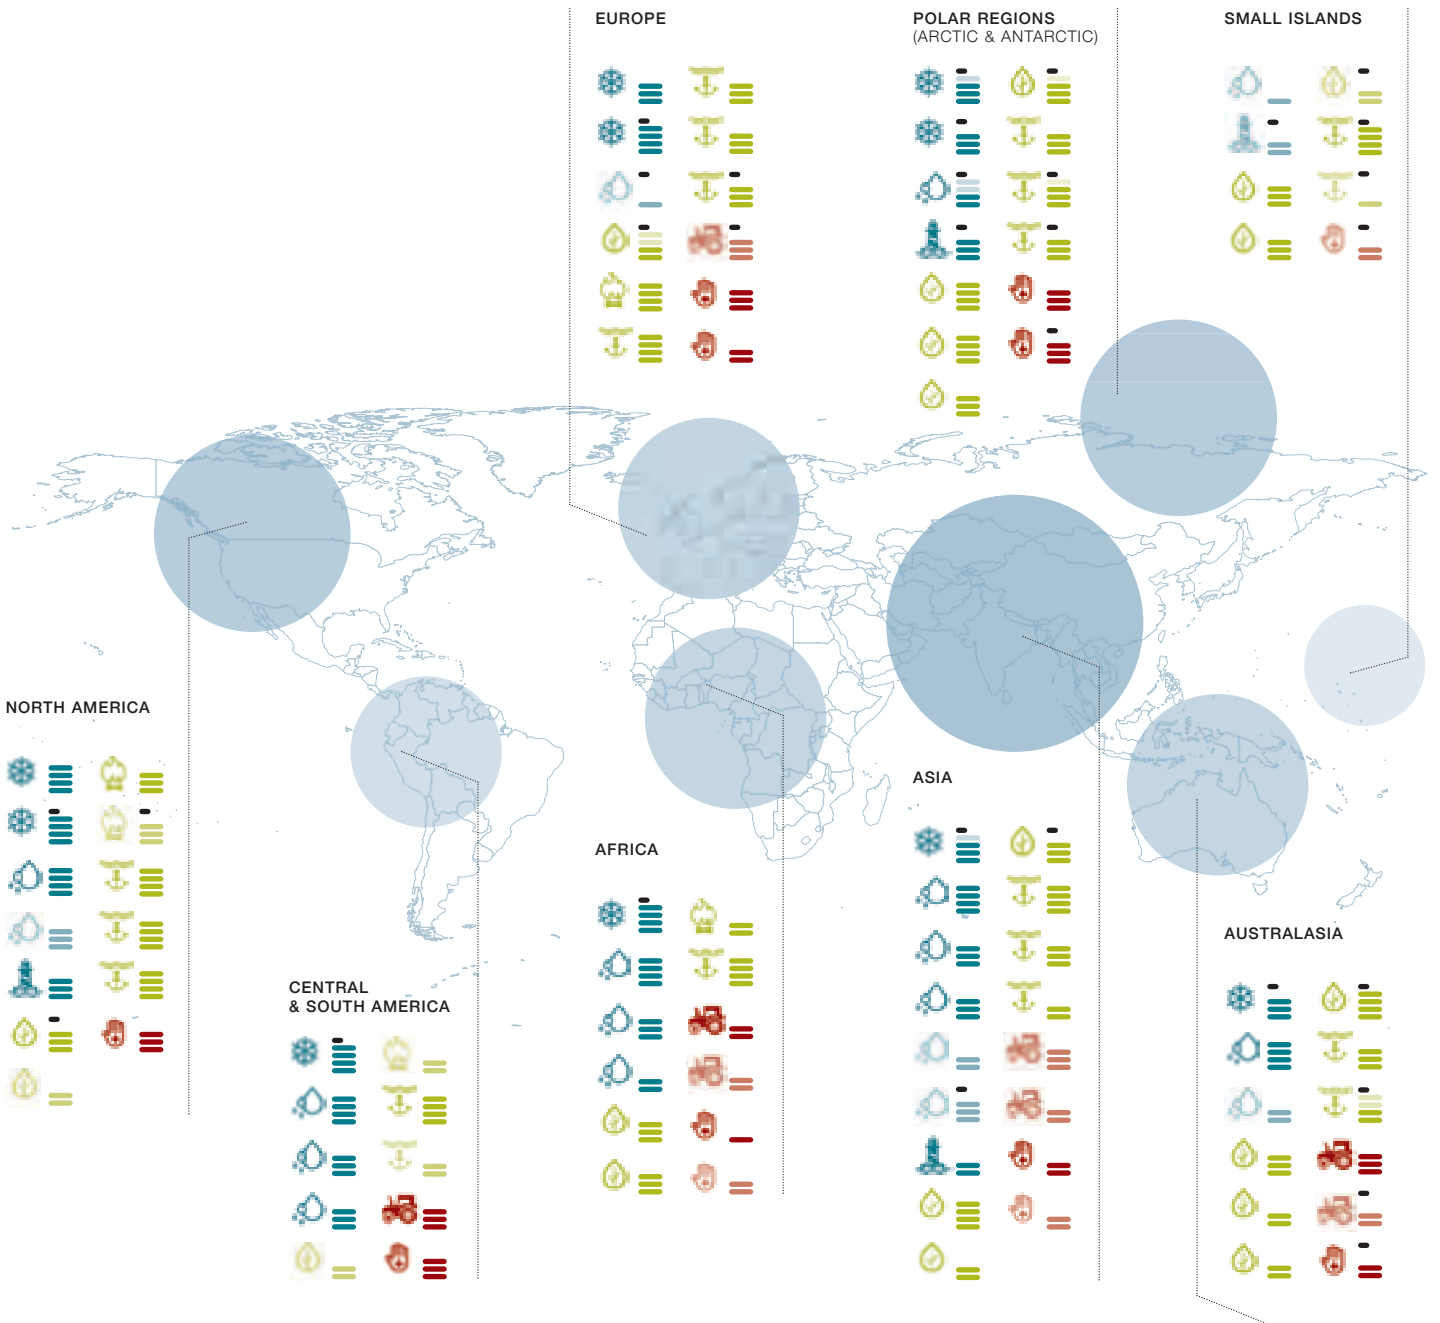 EUROPE
POLAR REGIONS
(ARCTIC & ANTARCTIC)
SMALL ISLANDS
NORTH AMERICA
ASIA
AFRICA
AUSTRALASIA
CENTRAL
& SOUTH AMERICA